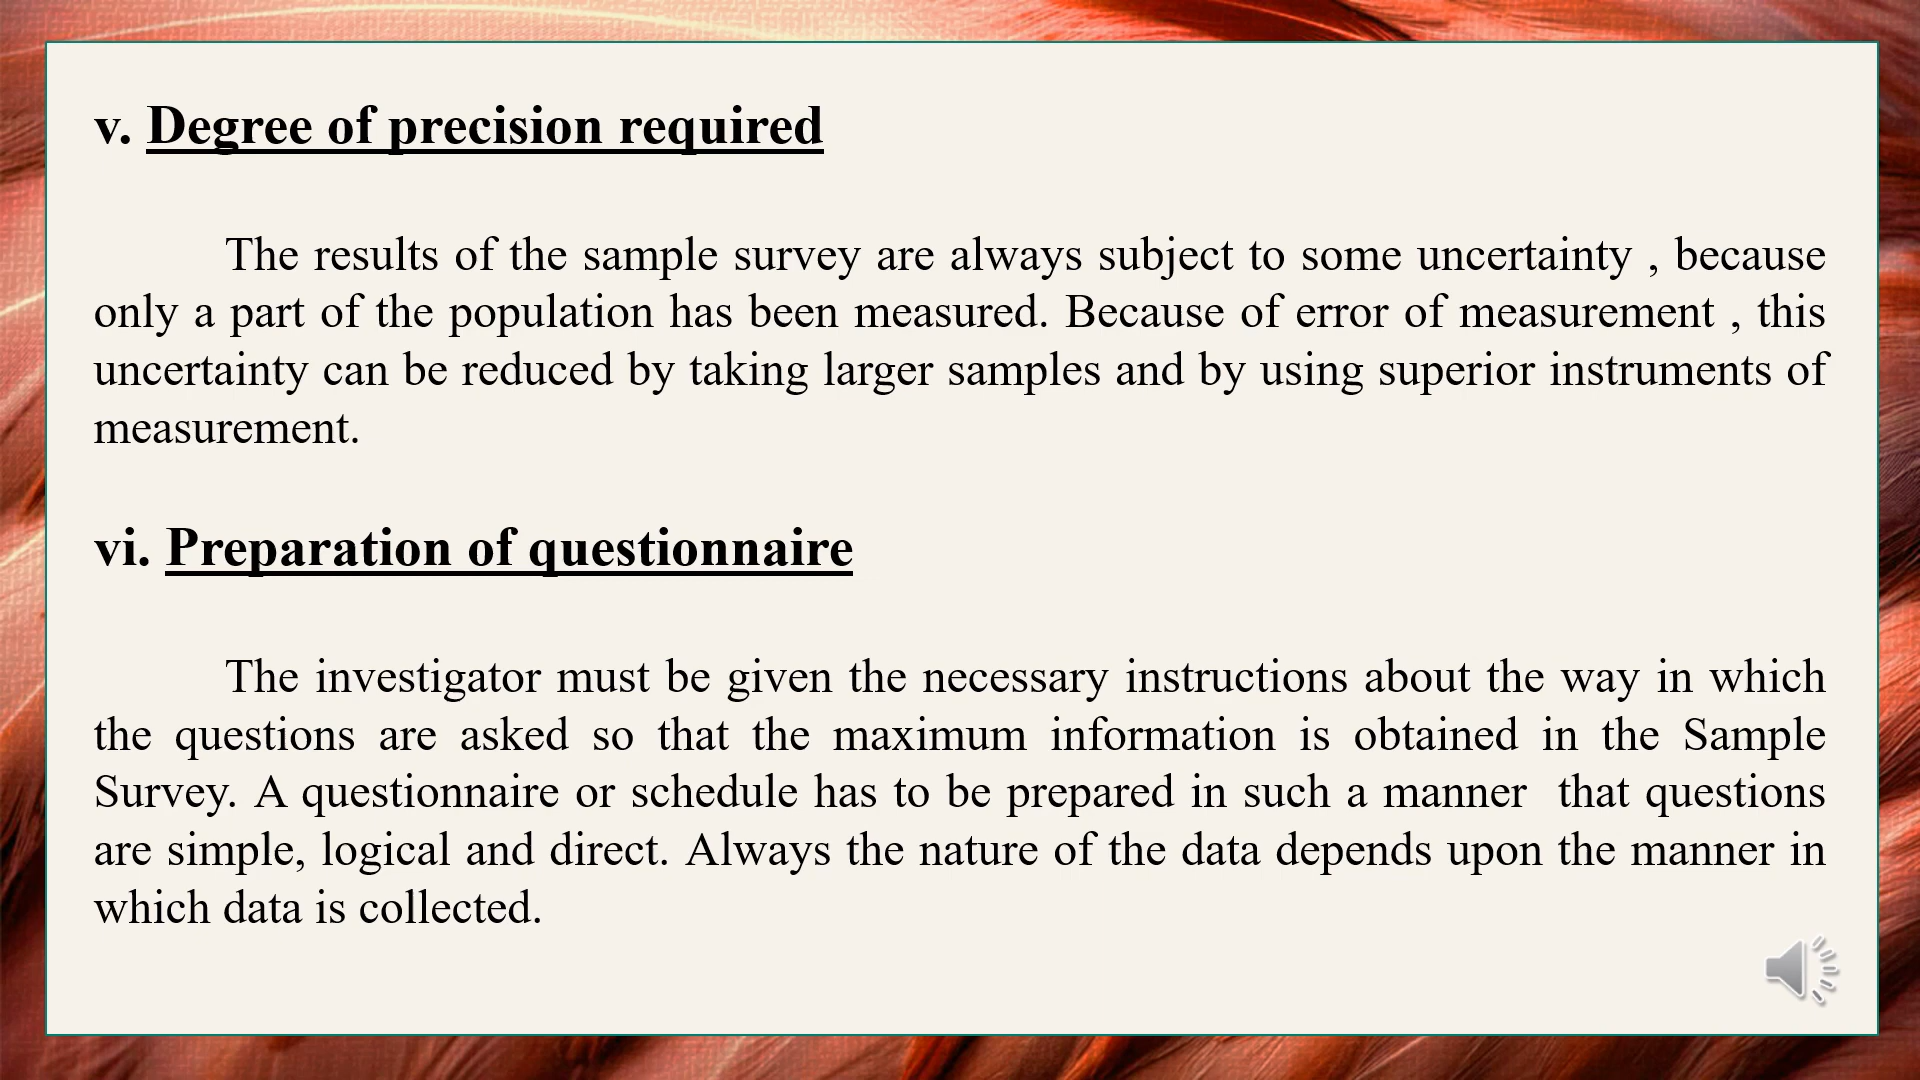 v. Degree of precision required
The results of the sample survey are always subject to some uncertainty , because
only a part of the population has been measured. Because of error of measurement , this
uncertainty can be reduced by taking larger samples and by using superior instruments of
measurement.
vi. Preparation of questionnaire
The investigator must be given the necessary instructions about the way in which
the questions are asked so that the maximum information is obtained in the Sample
Survey. A questionnaire or schedule has to be prepared in such a manner  that questions
are simple, logical and direct. Always the nature of the data depends upon the manner in
which data is collected.